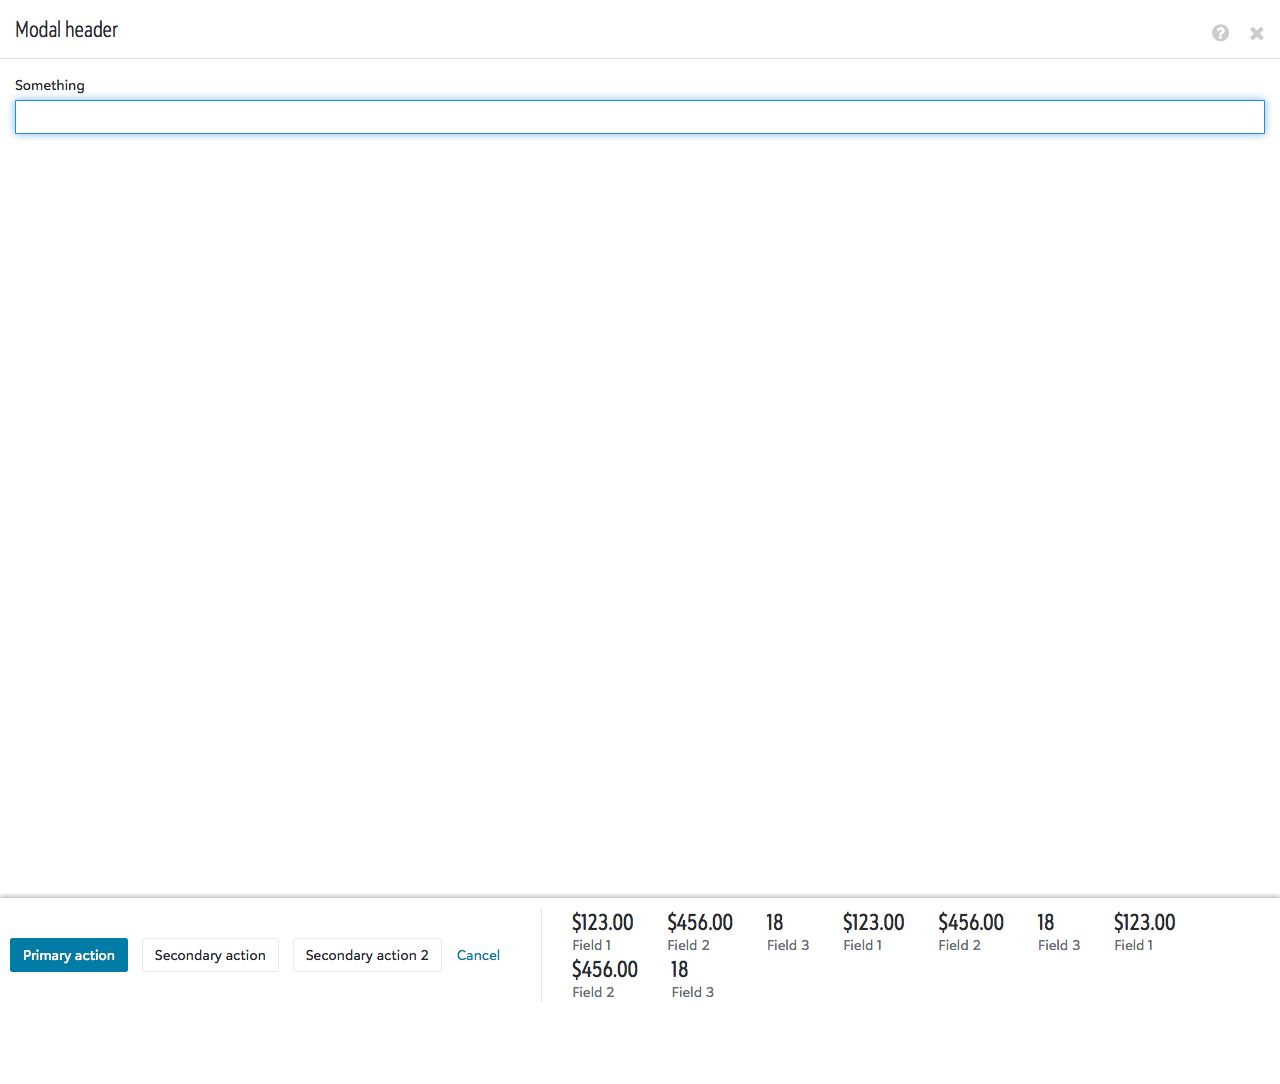 Modal header
Something
Primary action Secondary action Secondary action 2 Cancel
$123.00 $456.00 18 $123.00 $456.00 18 $123.00
Field 1 Field 2 Field 3 Field 1 Field 2 Field 3 Field 1
$456.00 18
Field 2 Field 3